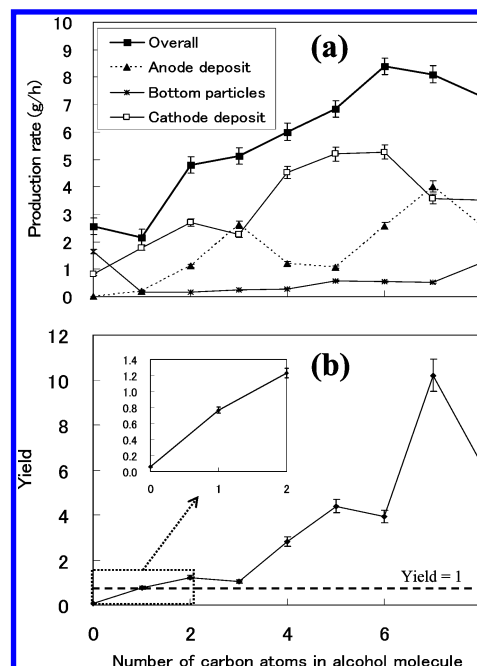 10
9
8
7
6
5
4
3
2
1
0
Production rate (g/h)
Overall
Anode deposit
Bottom particles
Cathode deposit
(a)
12
10
8
6
4
2
0
Yield
(b)
1.4
1.2
1.0
0.8
0.6
0.4
0.2
0.0
0 1 2
Yield = 1
0 2 4 6
Number of carbon atoms in alcohol molecule